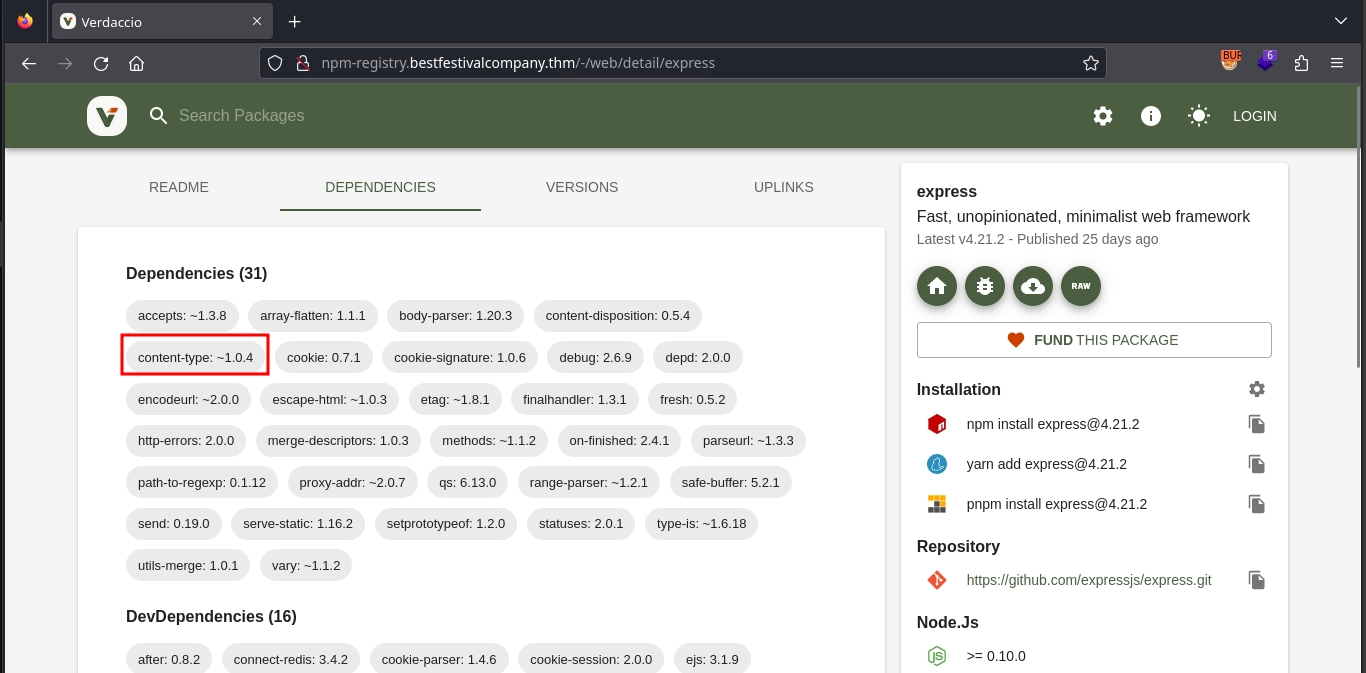 Verdaccio
npm-registry.bestfestivalcompany.thm/-/web/detail/express
BUR
6
Search Packages
LOGIN
README
DEPENDENCIES
VERSIONS
UPLINKS
Dependencies (31)
accepts: ~1.3.8 array-flatten: 1.1.1 body-parser: 1.20.3 content-disposition: 0.5.4
content-type: ~1.0.4 cookie: 0.7.1 cookie-signature: 1.0.6 debug: 2.6.9 depd: 2.0.0
encodeurl: ~2.0.0 escape-html: ~1.0.3 etag: ~1.8.1 finalhandler: 1.3.1 fresh: 0.5.2
http-errors: 2.0.0 merge-descriptors: 1.0.3 methods: ~1.1.2 on-finished: 2.4.1 parseurl: ~1.3.3
path-to-regexp: 0.1.12 proxy-addr: ~2.0.7 qs: 6.13.0 range-parser: ~1.2.1 safe-buffer: 5.2.1
send: 0.19.0 serve-static: 1.16.2 setprototypeof: 1.2.0 statuses: 2.0.1 type-is: ~1.6.18
utils-merge: 1.0.1 vary: ~1.1.2
DevDependencies (16)
after: 0.8.2 connect-redis: 3.4.2 cookie-parser: 1.4.6 cookie-session: 2.0.0 ejs: 3.1.9
express
Fast, unopinionated, minimalist web framework
Latest v4.21.2 - Published 25 days ago
RAW
FUND THIS PACKAGE
Installation
npm install express@4.21.2
yarn add express@4.21.2
pnpm install express@4.21.2
Repository
https://github.com/expressjs/express.git
Node.Js
>= 0.10.0